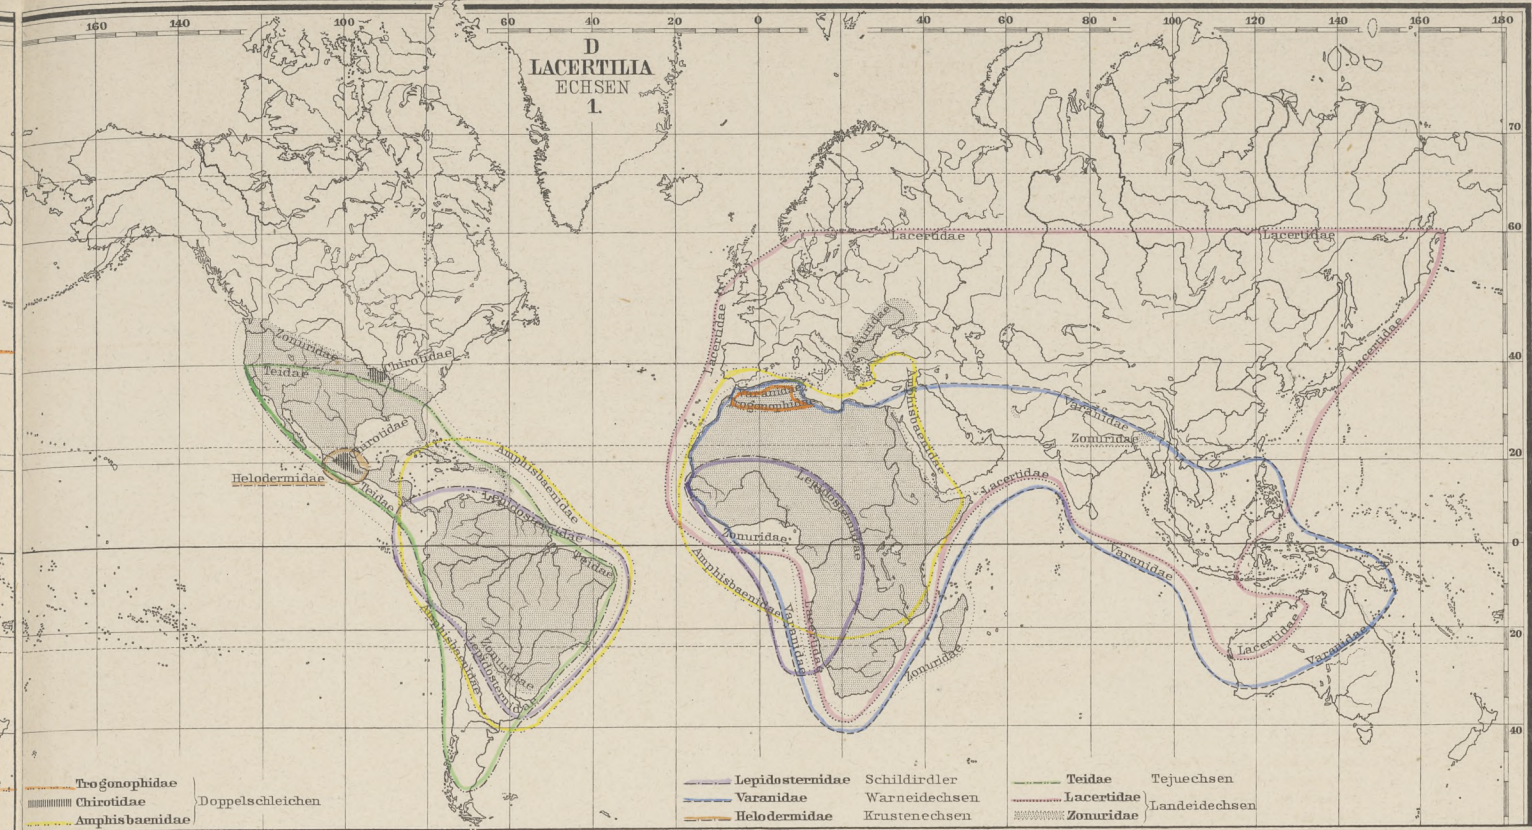 160 140 100 60 20 0 40 60 80 100 120 140 160 180
D
LACERTILIA
ECHSEN
1.
70
60
Lacertidae
Lacertidae
Zonuridae
Lacertidae
Lacertidae
Zonuridae
Chirotidae
Teidae
40
Varanidae
Trogonophidae
Amphisbaenidae
Varanidae
Zonuridae
Chirotidae
20
Helodermidae
Teidae
Amphisbaenidae
Lepidosternidae
Lepidosternidae
Lacertidae
Zonuridae
0
Teidae
Amphisbaenidae
Varanidae
Amphisbaenidae
Lepidosternidae
Zonuridae
Varanidae
Lacertidae
Zonuridae
20
Lacertidae
Varanidae
40
Trogonophidae
Chirotidae
Amphisbaenidae
Doppelschleichen
Lepidosternidae Schildirdler
Varanidae Warneidechsen
Helodermidae Krustenechsen
Teidae Tejuechsen
Lacertidae
Zonuridae
Landeidechsen